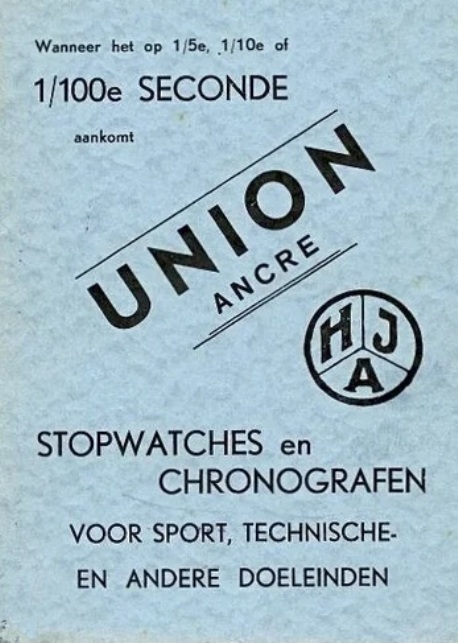 Wanneer het op 1/5e, 1/10e of
1/100e SECONDE
aankomt
UNION
ANCRE
H J
A
STOPWATCHES en
CHRONOGRAFEN
VOOR SPORT, TECHNISCHE-
EN ANDERE DOELEINDEN